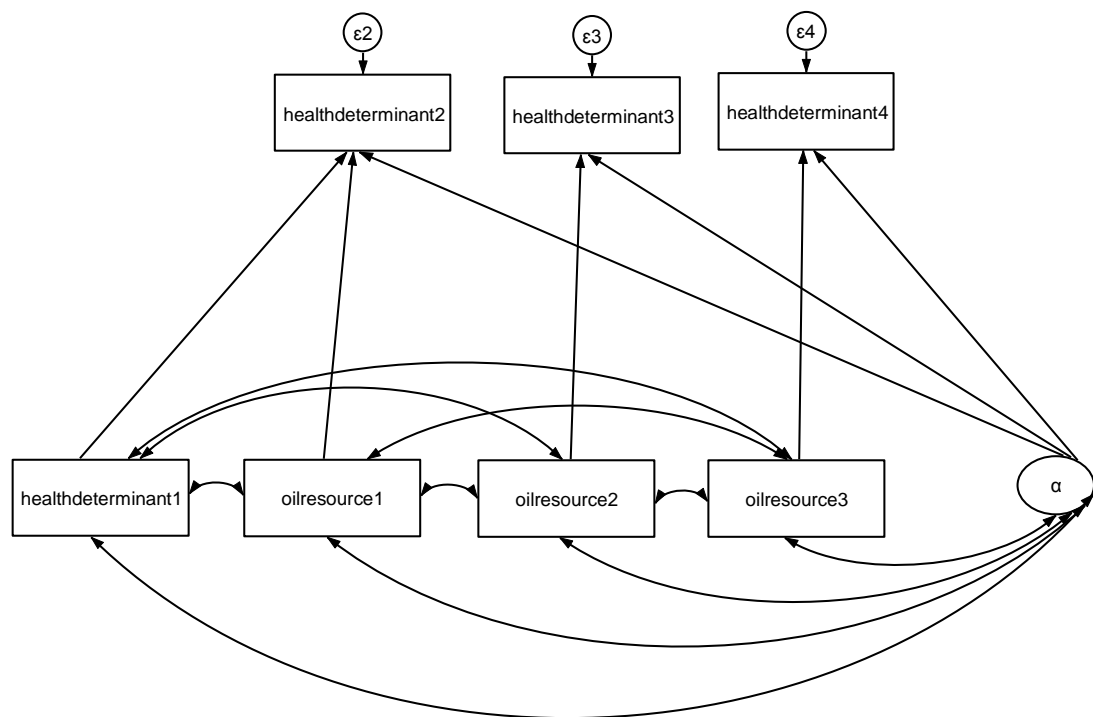 ε2
ε3
ε4
healthdeterminant2
healthdeterminant3
healthdeterminant4
healthdeterminant1
oilresource1
oilresource2
oilresource3
α